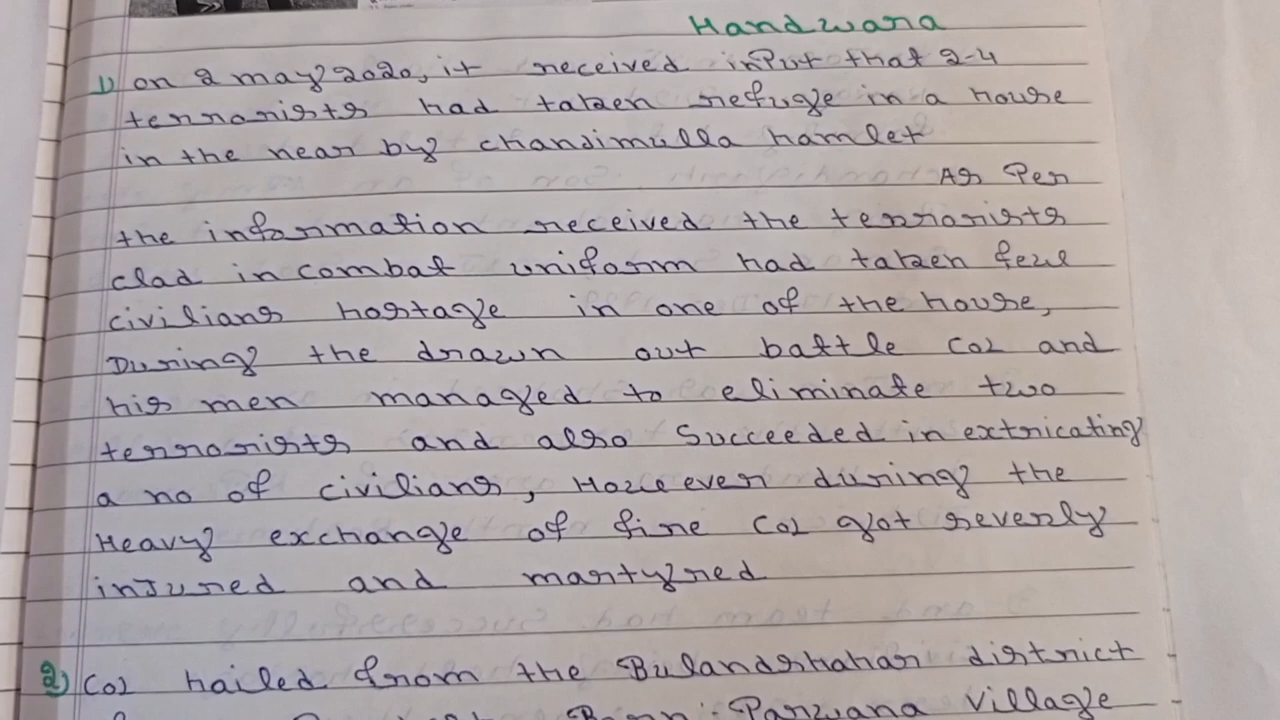 Handwara
1) on 2 may 2020, it received input that 2-4
terrorists had taken refuge in a house
in the near by chandimulla hamlet
As Per
the information received the terrorists
clad in combat uniform had taken few
civilians hostage in one of the house,
During the drawn out battle Col and
his men managed to eliminate two
terrorists and also Succeeded in extricating
a no of civilians, However during the
Heavy exchange of fire Col got severly
inJured and martyred
2) Col hailed from the Bulandshahar district
Born: Parwana Village